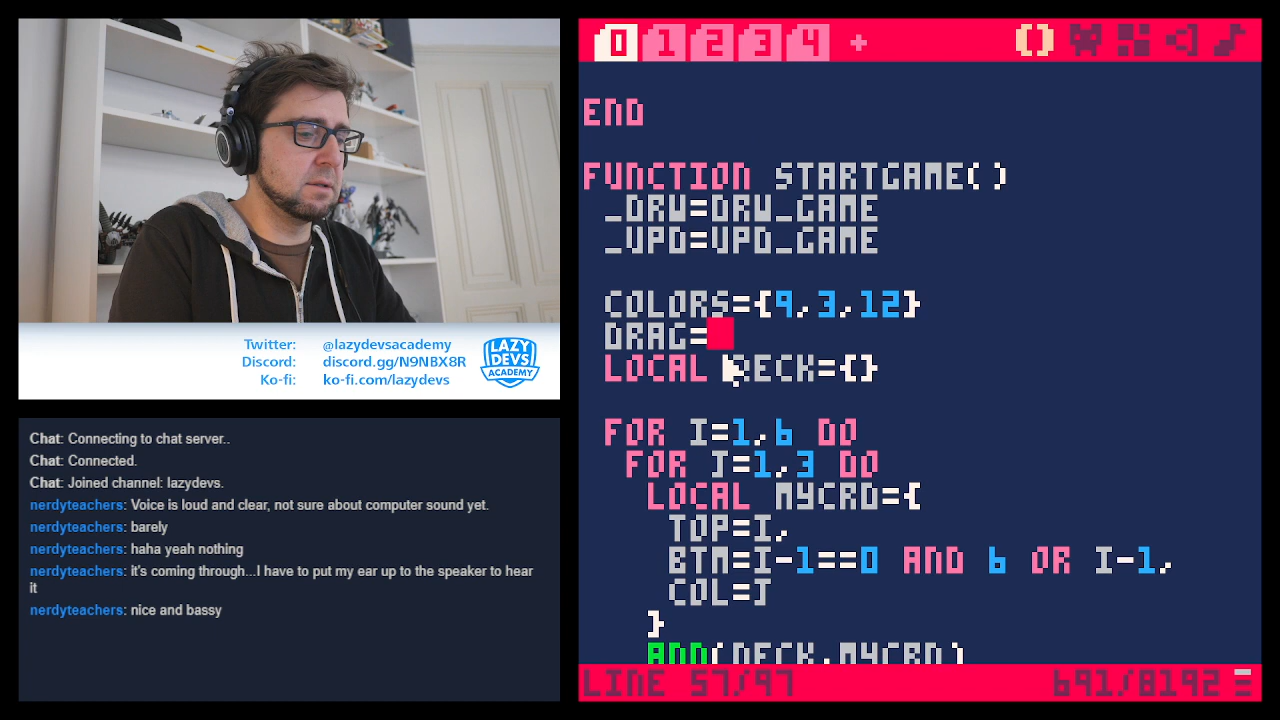 0 1 2 3 4 +
END
FUNCTION STARTGAME()
_DRW=DRW_GAME
_UPD=UPD_GAME
COLORS={9,3,12}
DRAG=
LOCAL DECK={}
FOR I=1,6 DO
FOR J=1,3 DO
LOCAL MYCRD={
TOP=I,
BTM=I-1==0 AND 6 OR I-1,
COL=J
}
ADD(DECK,MYCRD)
LINE 57/97 691/8192
Twitter: @lazydevsacademy
Discord: discord.gg/N9NBX8R
Ko-fi: ko-fi.com/lazydevs
LAZY
DEVS
ACADEMY
Chat: Connecting to chat server..
Chat: Connected.
Chat: Joined channel: lazydevs.
nerdyteachers: Voice is loud and clear, not sure about computer sound yet.
nerdyteachers: barely
nerdyteachers: haha yeah nothing
nerdyteachers: it's coming through...I have to put my ear up to the speaker to hear
it
nerdyteachers: nice and bassy